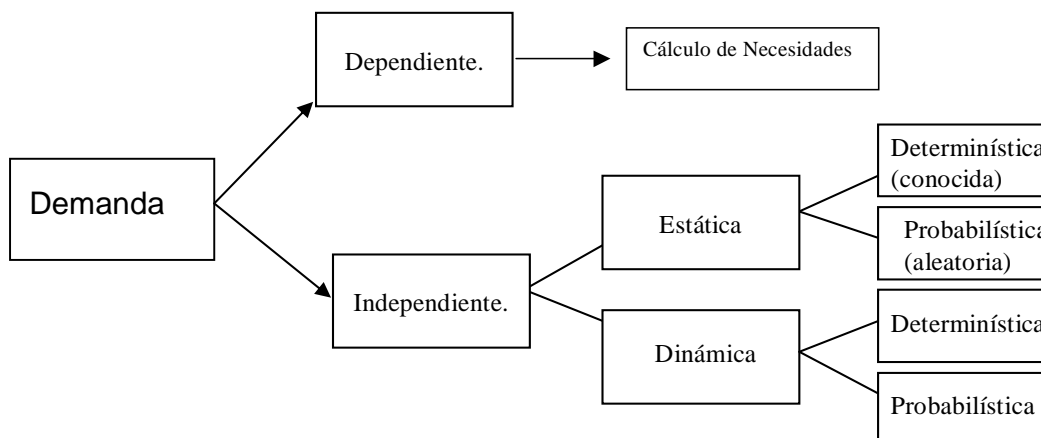 Dependiente.
Cálculo de Necesidades
Demanda
Determinística
(conocida)
Estática
Probabilística
(aleatoria)
Independiente.
Determinística
Dinámica
Probabilística